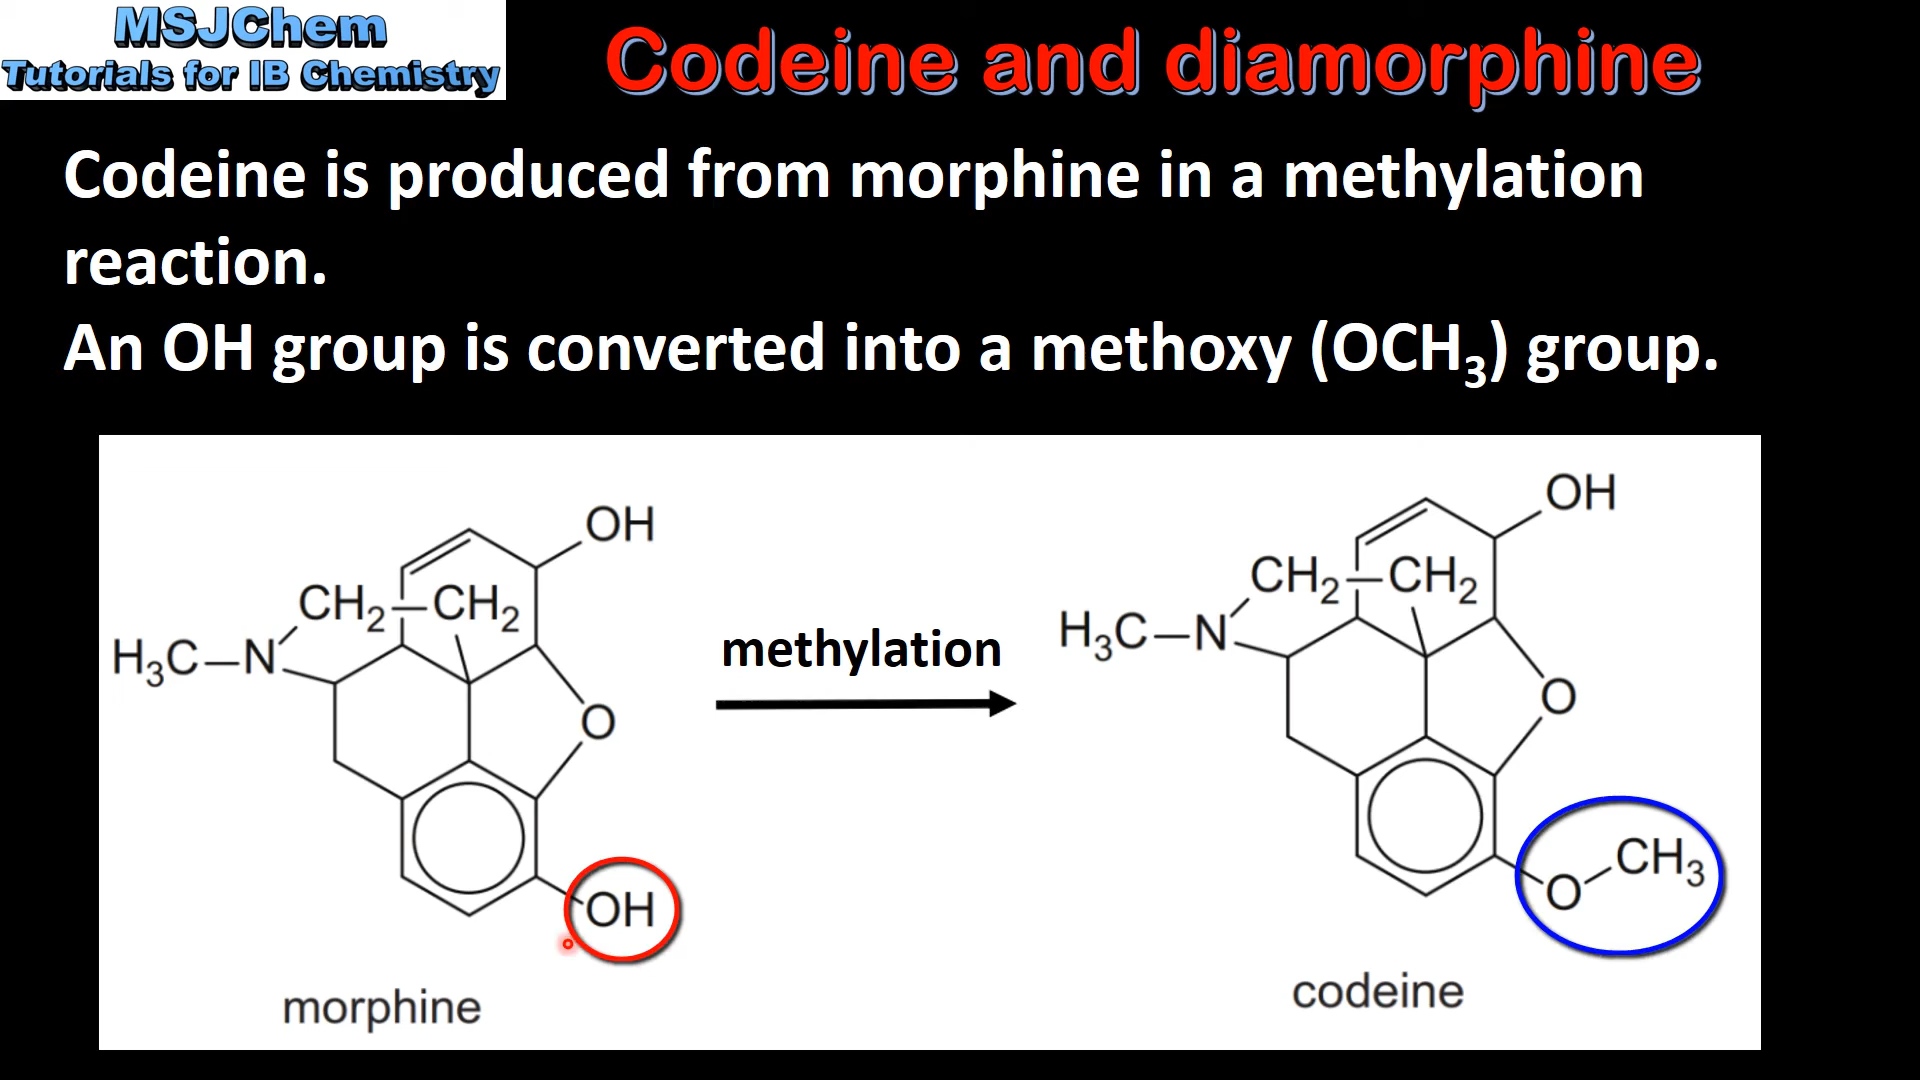 MSJChem
Tutorials for IB Chemistry
Codeine and diamorphine
Codeine is produced from morphine in a methylation
reaction.
An OH group is converted into a methoxy (OCH₃) group.
OH
CH₂—CH₂
H₃C—N
O
OH
morphine
methylation
OH
CH₂—CH₂
H₃C—N
O
CH₃
O
codeine